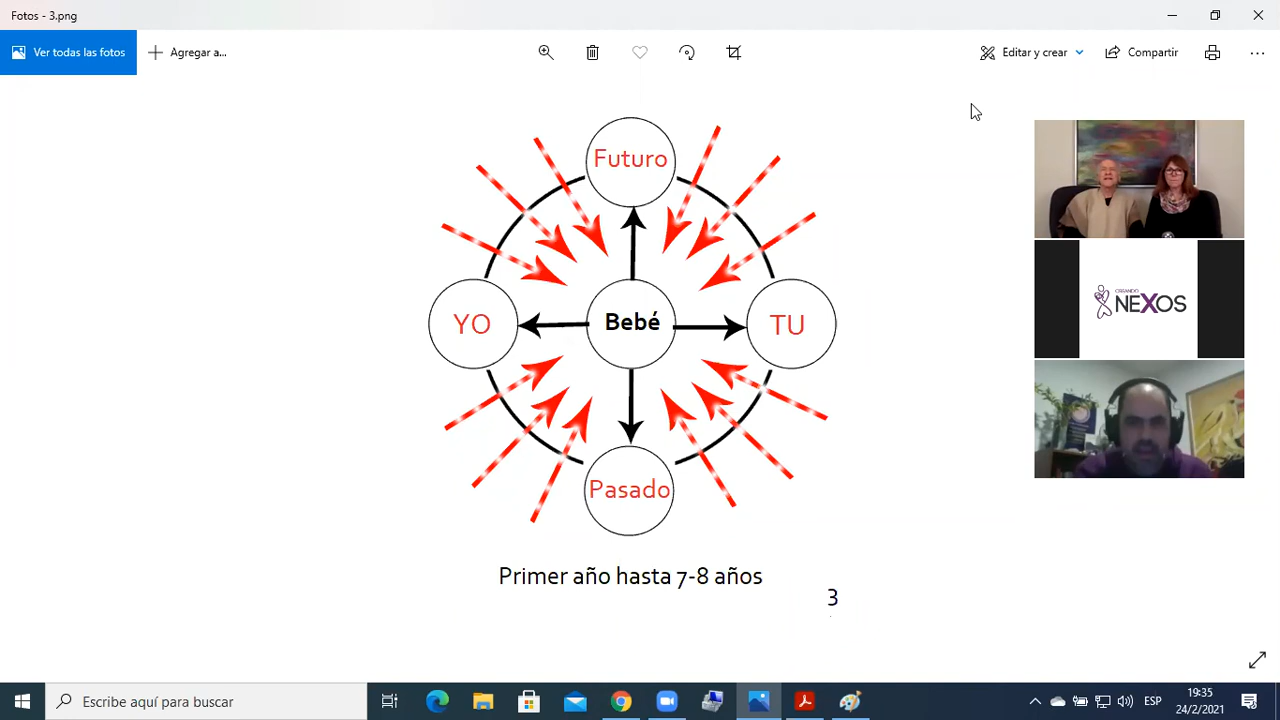 Fotos - 3.png
Ver todas las fotos
Agregar a...
Editar y crear
Compartir
Futuro
YO
Bebé
TU
Pasado
Primer año hasta 7-8 años
3
CREANDO
NEXOS
Escribe aquí para buscar
ESP
19:35
24/2/2021